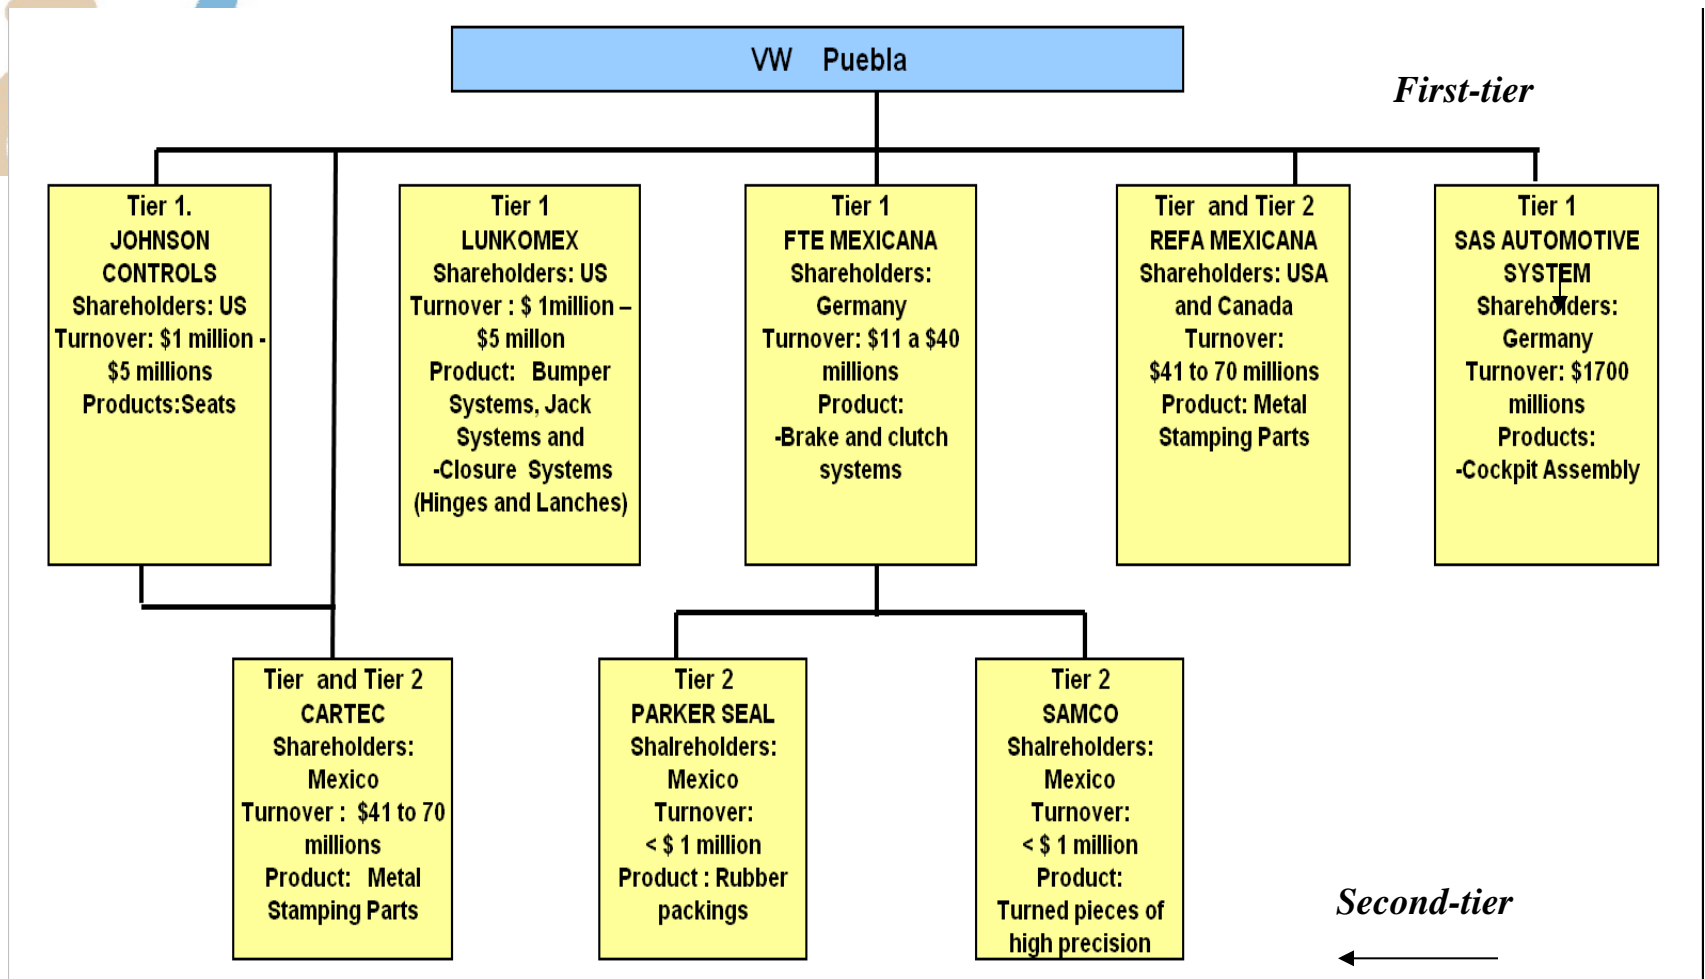 VW Puebla
First-tier
Tier 1.
JOHNSON
CONTROLS
Shareholders: US
Turnover: $1 million -
$5 millions
Products:Seats
Tier 1
LUNKOMEX
Shareholders: US
Turnover : $ 1million –
$5 millon
Product: Bumper
Systems, Jack
Systems and
-Closure Systems
(Hinges and Lanches)
Tier 1
FTE MEXICANA
Shareholders:
Germany
Turnover: $11 a $40
millions
Product:
-Brake and clutch
systems
Tier and Tier 2
REFA MEXICANA
Shareholders: USA
and Canada
Turnover:
$41 to 70 millions
Product: Metal
Stamping Parts
Tier 1
SAS AUTOMOTIVE
SYSTEM
Shareholders:
Germany
Turnover: $1700
millions
Products:
-Cockpit Assembly
Tier and Tier 2
CARTEC
Shareholders:
Mexico
Turnover : $41 to 70
millions
Product: Metal
Stamping Parts
Tier 2
PARKER SEAL
Shalreholders:
Mexico
Turnover:
< $ 1 million
Product : Rubber
packings
Tier 2
SAMCO
Shalreholders:
Mexico
Turnover:
< $ 1 million
Product:
Turned pieces of
high precision
Second-tier